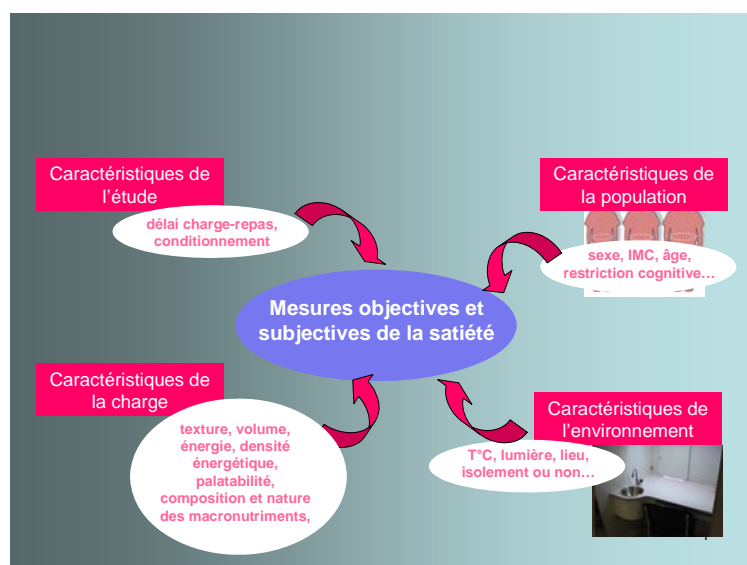 Caractéristiques de
l'étude
délai charge-repas,
conditionnement
Caractéristiques de
la population
sexe, IMC, âge,
restriction cognitive…
Mesures objectives et
subjectives de la satiété
Caractéristiques de
la charge
texture, volume,
énergie, densité
énergétique,
palatabilité,
composition et nature
des macronutriments,
Caractéristiques de
l'environnement
T°C, lumière, lieu,
isolement ou non…